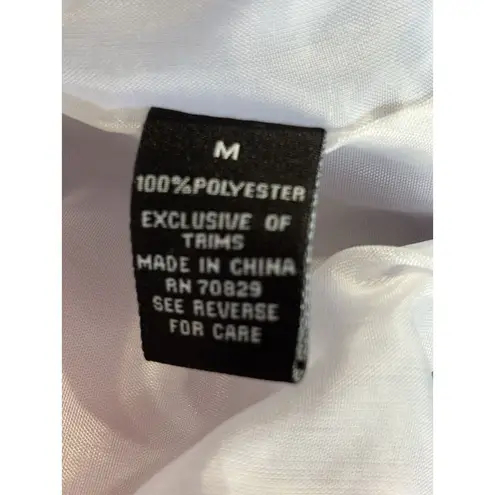 M
100%POLYESTER
EXCLUSIVE OF
TRIMS
MADE IN CHINA
RN 70829
SEE REVERSE
FOR CARE